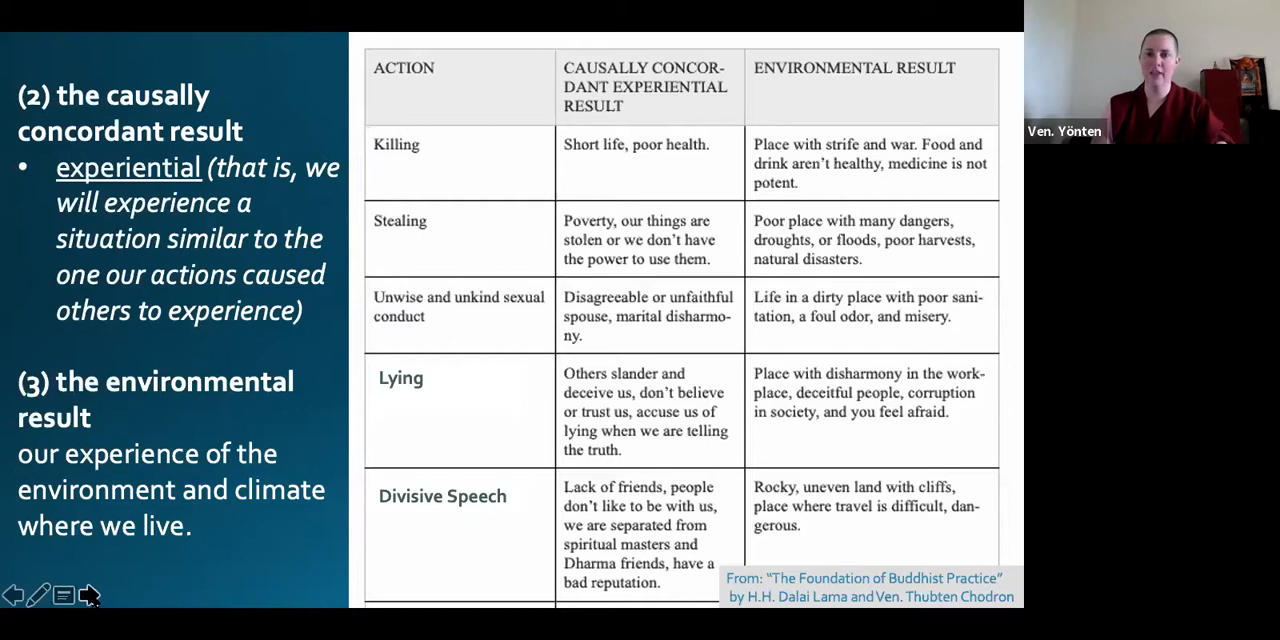 (2) the causally
concordant result
• experiential (that is, we
will experience a
situation similar to the
one our actions caused
others to experience)
(3) the environmental
result
our experience of the
environment and climate
where we live.
ACTION
CAUSALLY CONCOR-
DANT EXPERIENTIAL
RESULT
ENVIRONMENTAL RESULT
Killing
Short life, poor health.
Place with strife and war. Food and
drink aren't healthy, medicine is not
potent.
Stealing
Poverty, our things are
stolen or we don't have
the power to use them.
Poor place with many dangers,
droughts, or floods, poor harvests,
natural disasters.
Unwise and unkind sexual
conduct
Disagreeable or unfaithful
spouse, marital disharmo-
ny.
Life in a dirty place with poor sani-
tation, a foul odor, and misery.
Lying
Others slander and
deceive us, don't believe
or trust us, accuse us of
lying when we are telling
the truth.
Place with disharmony in the work-
place, deceitful people, corruption
in society, and you feel afraid.
Divisive Speech
Lack of friends, people
don't like to be with us,
we are separated from
spiritual masters and
Dharma friends, have a
bad reputation.
Rocky, uneven land with cliffs,
place where travel is difficult, dan-
gerous.
From: "The Foundation of Buddhist Practice"
by H.H. Dalai Lama and Ven. Thubten Chodron
Ven. Yönten